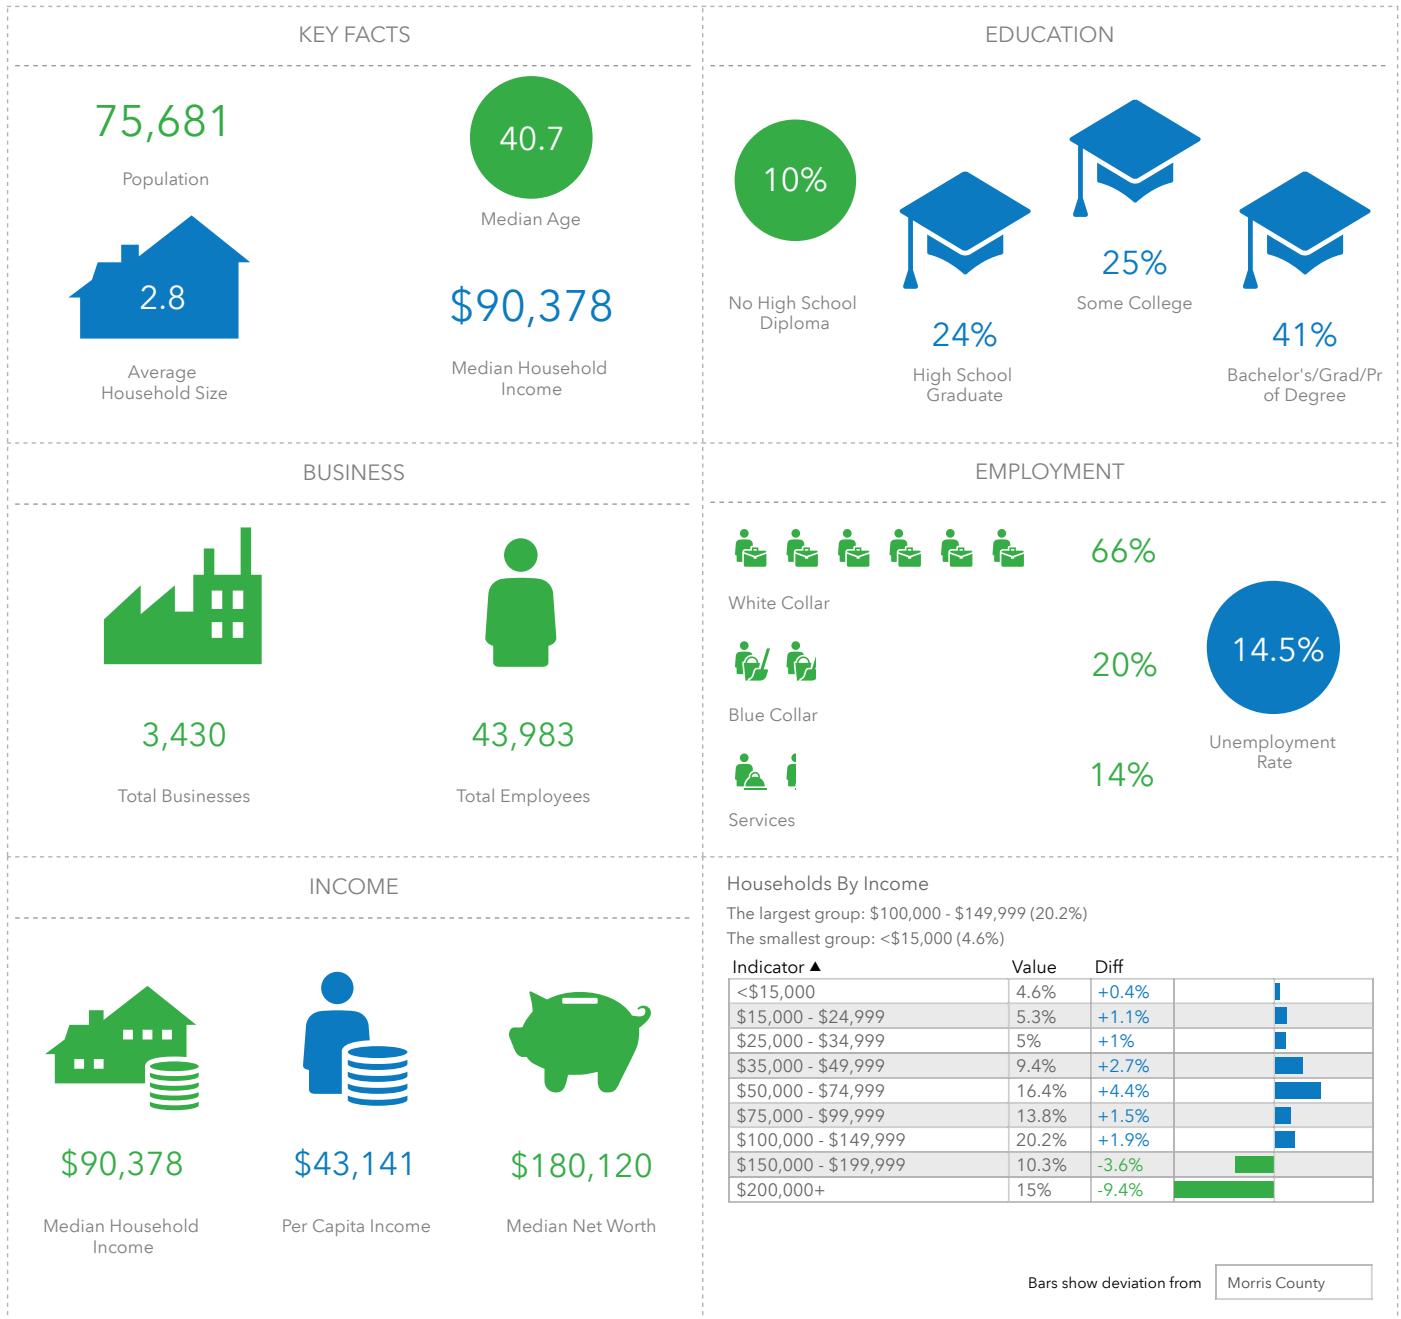 KEY FACTS
75,681
Population
40.7
Median Age
2.8
Average
Household Size
$90,378
Median Household
Income
EDUCATION
10%
No High School
Diploma
24%
High School
Graduate
25%
Some College
41%
Bachelor's/Grad/Pr
of Degree
BUSINESS
3,430
Total Businesses
43,983
Total Employees
EMPLOYMENT
66%
White Collar
20%
Blue Collar
14%
Services
14.5%
Unemployment
Rate
INCOME
$90,378
Median Household
Income
$43,141
Per Capita Income
$180,120
Median Net Worth
Households By Income
The largest group: $100,000 - $149,999 (20.2%)
The smallest group: <$15,000 (4.6%)
Indicator ▲ Value Diff
<$15,000 4.6% +0.4%
$15,000 - $24,999 5.3% +1.1%
$25,000 - $34,999 5% +1%
$35,000 - $49,999 9.4% +2.7%
$50,000 - $74,999 16.4% +4.4%
$75,000 - $99,999 13.8% +1.5%
$100,000 - $149,999 20.2% +1.9%
$150,000 - $199,999 10.3% -3.6%
$200,000+ 15% -9.4%
Bars show deviation from Morris County